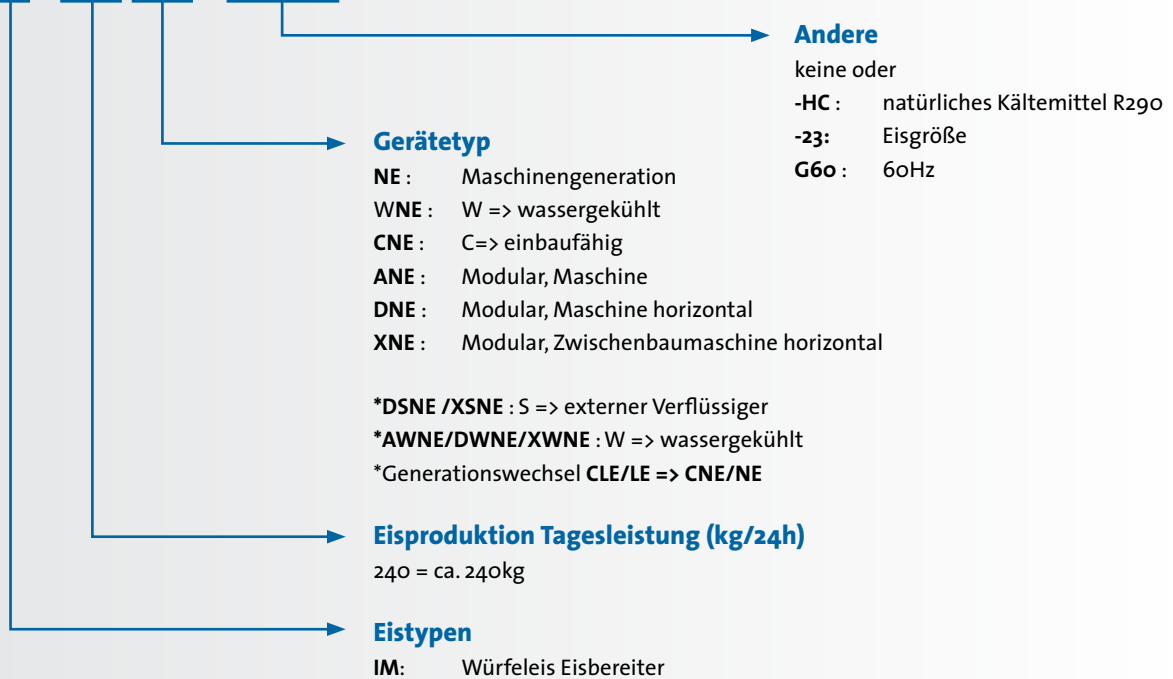 Andere
keine oder
-HC : natürliches Kältemittel R290
-23: Eisgröße
G60 : 60Hz
Gerätetyp
NE : Maschinengeneration
WNE : W => wassergekühlt
CNE : C=> einbaufähig
ANE : Modular, Maschine
DNE : Modular, Maschine horizontal
XNE : Modular, Zwischenbaumaschine horizontal
*DSNE /XSNE : S => externer Verflüssiger
*AWNE/DWNE/XWNE : W => wassergekühlt
*Generationswechsel CLE/LE => CNE/NE
Eisproduktion Tagesleistung (kg/24h)
240 = ca. 240kg
Eistypen
IM: Würfeleis Eisbereiter